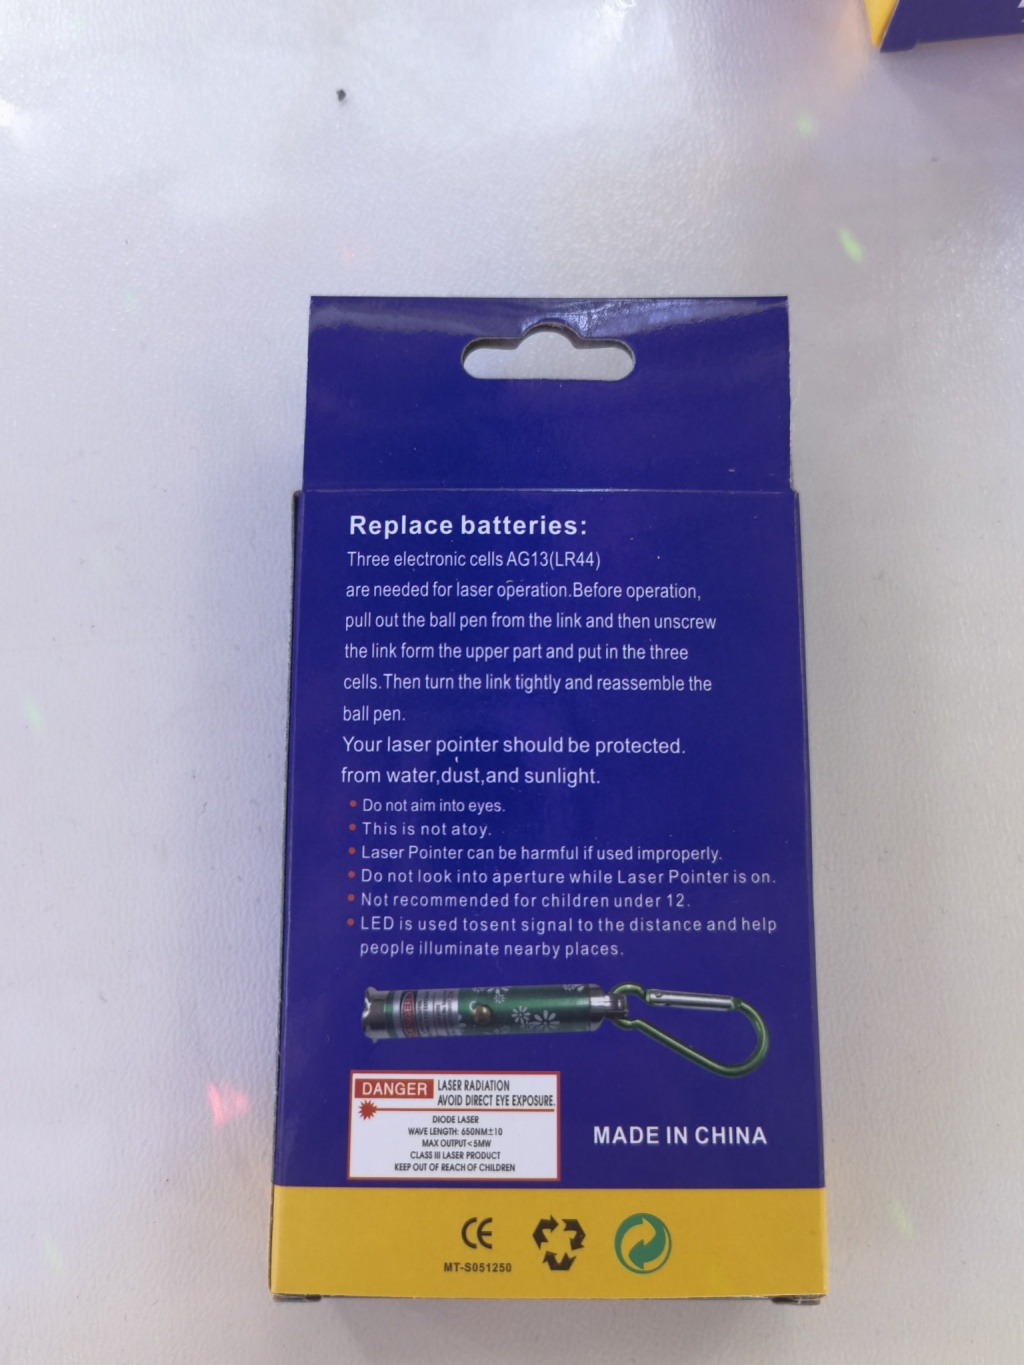 Replace batteries:
Three electronic cells AG13(LR44)
are needed for laser operation.Before operation,
pull out the ball pen from the link and then unscrew
the link form the upper part and put in the three
cells.Then turn the link tightly and reassemble the
ball pen.
Your laser pointer should be protected.
from water,dust,and sunlight.
• Do not aim into eyes.
• This is not atoy.
• Laser Pointer can be harmful if used improperly.
• Do not look into aperture while Laser Pointer is on.
• Not recommended for children under 12.
• LED is used tosent signal to the distance and help
people illuminate nearby places.
DANGER LASER RADIATION
AVOID DIRECT EYE EXPOSURE.
DIODE LASER
WAVE LENGTH: 650NM±10
MAX OUTPUT<5MW
CLASS III LASER PRODUCT
KEEP OUT OF REACH OF CHILDREN
MADE IN CHINA
CE
MT-S051250